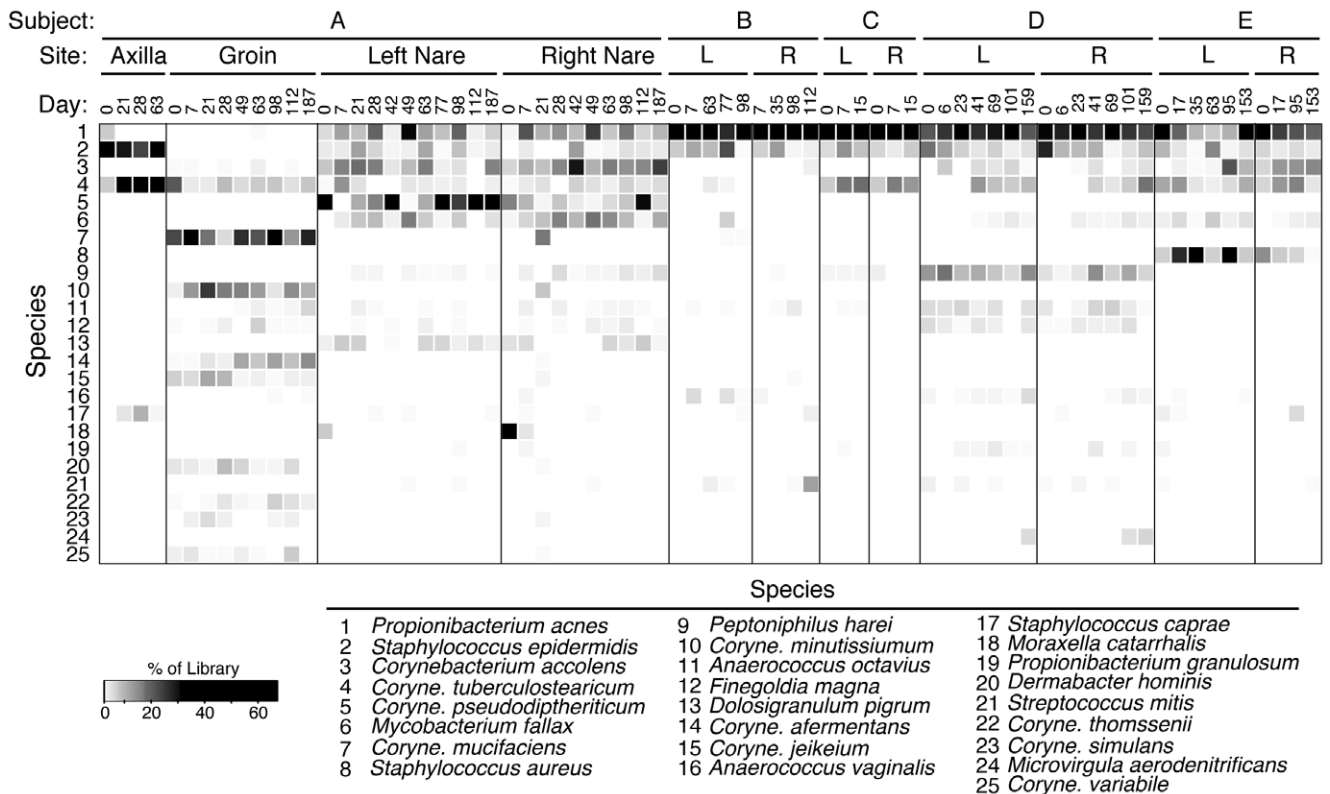 Subject: A B C D E
Site: Axilla Groin Left Nare Right Nare L R L R L R L R
Day: 0 21 28 63 0 7 21 28 49 63 98 112 187 0 7 21 28 42 49 63 77 98 112 187 0 7 21 28 42 49 63 98 112 187 0 7 63 77 98 7 35 98 112 0 7 15 0 7 15 0 6 23 41 69 101 159 0 6 23 41 69 101 159 0 17 35 63 95 153 0 17 95 153
Species
1
2
3
4
5
6
7
8
9
10
11
12
13
14
15
16
17
18
19
20
21
22
23
24
25
% of Library
0 20 40 60
Species
1 Propionibacterium acnes
2 Staphylococcus epidermidis
3 Corynebacterium accolens
4 Coryne. tuberculostearicum
5 Coryne. pseudodiptheriticum
6 Mycobacterium fallax
7 Coryne. mucifaciens
8 Staphylococcus aureus
9 Peptoniphilus harei
10 Coryne. minutissiumum
11 Anaerococcus octavius
12 Finegoldia magna
13 Dolosigranulum pigrum
14 Coryne. afermentans
15 Coryne. jeikeium
16 Anaerococcus vaginalis
17 Staphylococcus caprae
18 Moraxella catarrhalis
19 Propionibacterium granulosum
20 Dermabacter hominis
21 Streptococcus mitis
22 Coryne. thomssenii
23 Coryne. simulans
24 Microvirgula aerodenitrificans
25 Coryne. variabile